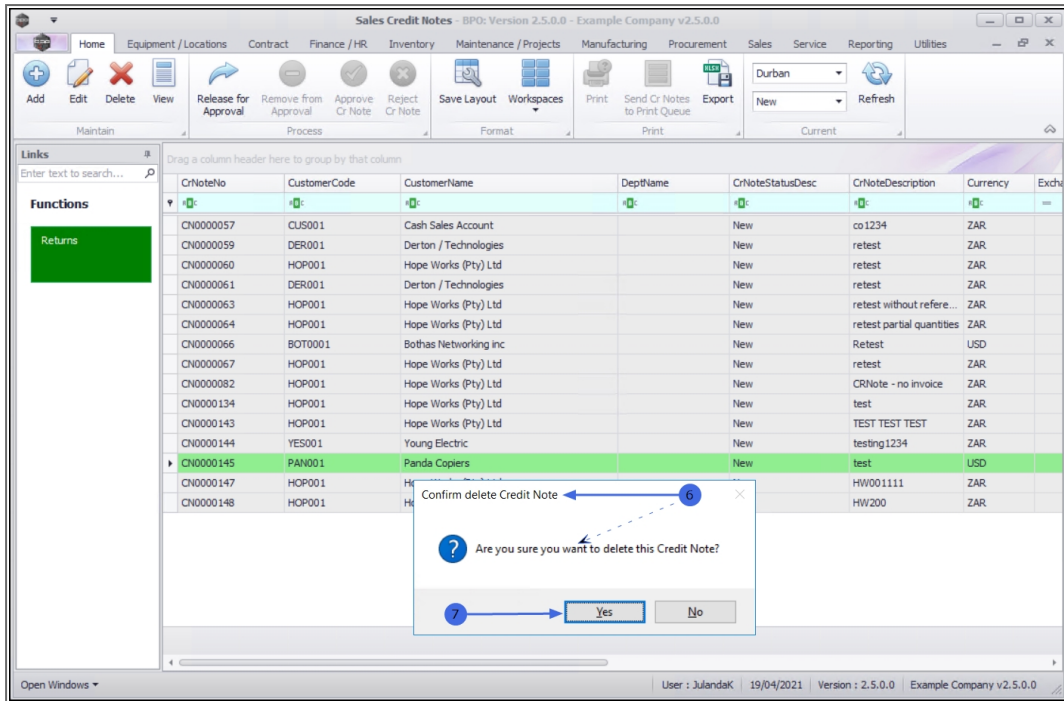 Sales Credit Notes - BPO: Version 2.5.0.0 - Example Company v2.5.0.0
Home Equipment / Locations Contract Finance / HR Inventory Maintenance / Projects Manufacturing Procurement Sales Service Reporting Utilities
Add Edit Delete View Release for Approval Remove from Approval Approve Cr Note Reject Cr Note Save Layout Workspaces Print Send Cr Notes to Print Queue XLSX Export Durban New Refresh
Maintain Process Format Print Current
Links
Enter text to search...
Functions
Returns
Drag a column header here to group by that column
CrNoteNo CustomerCode CustomerName DeptName CrNoteStatusDesc CrNoteDescription Currency Excha
CN0000057 CUS001 Cash Sales Account New co1234 ZAR
CN0000059 DER001 Derton / Technologies New retest ZAR
CN0000060 HOP001 Hope Works (Pty) Ltd New retest ZAR
CN0000061 DER001 Derton / Technologies New retest ZAR
CN0000063 HOP001 Hope Works (Pty) Ltd New retest without refere... ZAR
CN0000064 HOP001 Hope Works (Pty) Ltd New retest partial quantities ZAR
CN0000066 BOT0001 Bothas Networking inc New Retest USD
CN0000067 HOP001 Hope Works (Pty) Ltd New retest ZAR
CN0000082 HOP001 Hope Works (Pty) Ltd New CRNote - no invoice ZAR
CN0000134 HOP001 Hope Works (Pty) Ltd New test ZAR
CN0000143 HOP001 Hope Works (Pty) Ltd New TEST TEST TEST ZAR
CN0000144 YES001 Young Electric New testing1234 ZAR
CN0000145 PAN001 Panda Copiers New test USD
CN0000147 HOP001 HW001111 ZAR
CN0000148 HOP001 HW200 ZAR
Confirm delete Credit Note 6
Are you sure you want to delete this Credit Note?
7 Yes No
Open Windows User : JulandaK 19/04/2021 Version : 2.5.0.0 Example Company v2.5.0.0